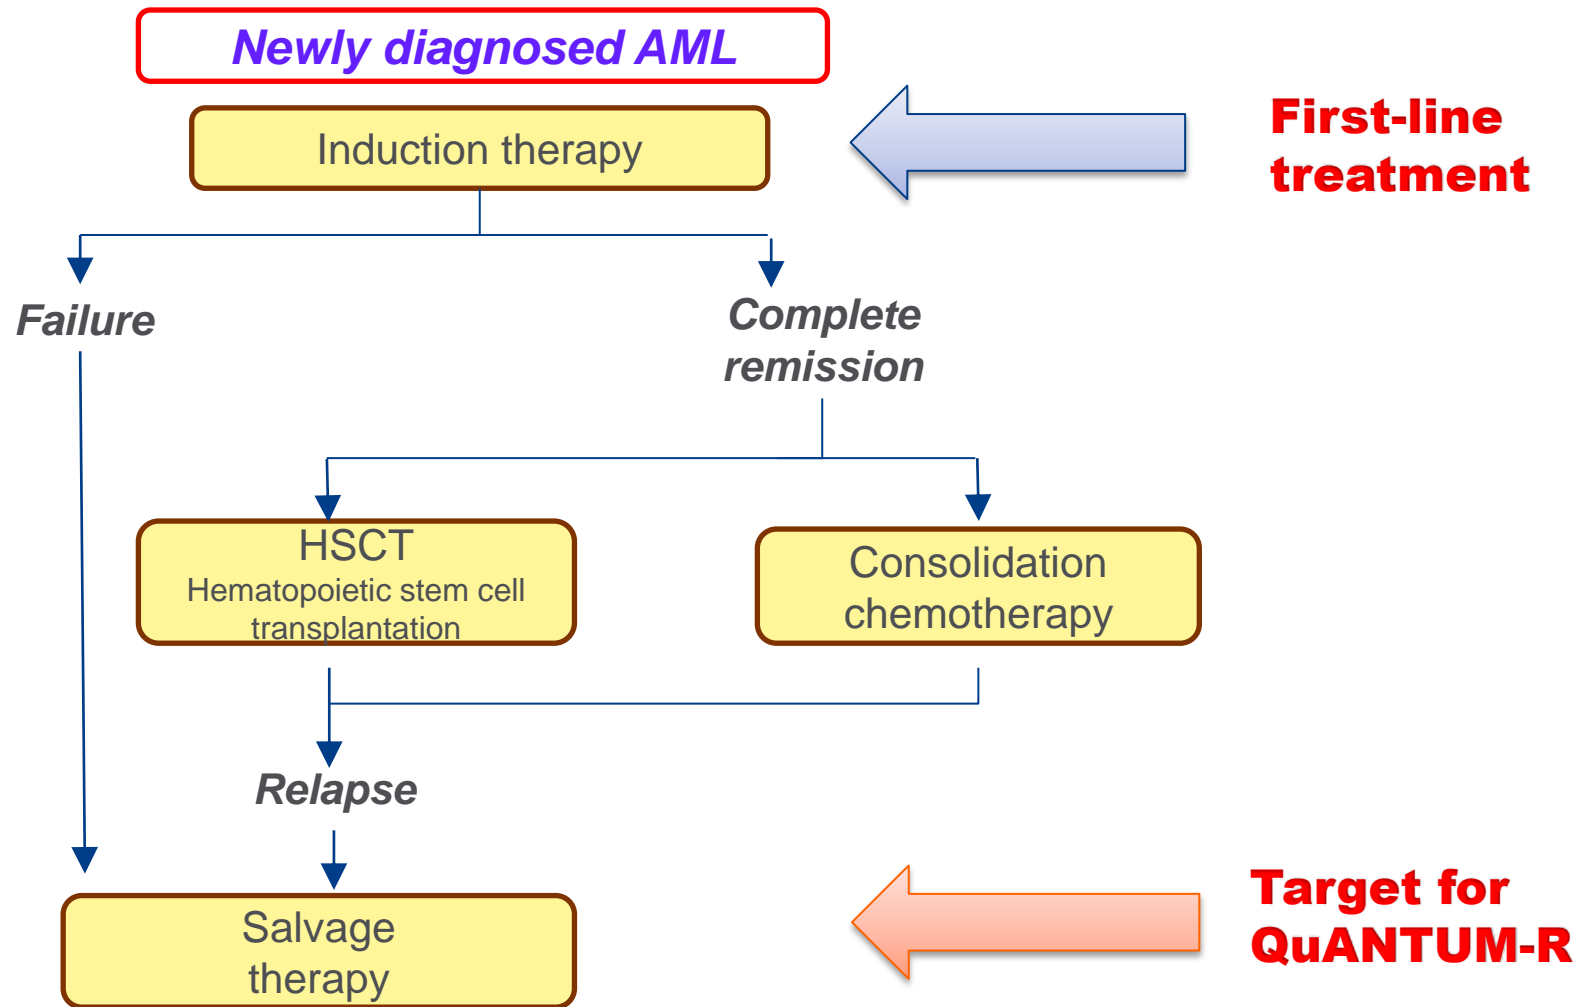 Newly diagnosed AML
Induction therapy
First-line
treatment
Failure
Complete
remission
HSCT
Hematopoietic stem cell
transplantation
Consolidation
chemotherapy
Relapse
Salvage
therapy
Target for
QuANTUM-R